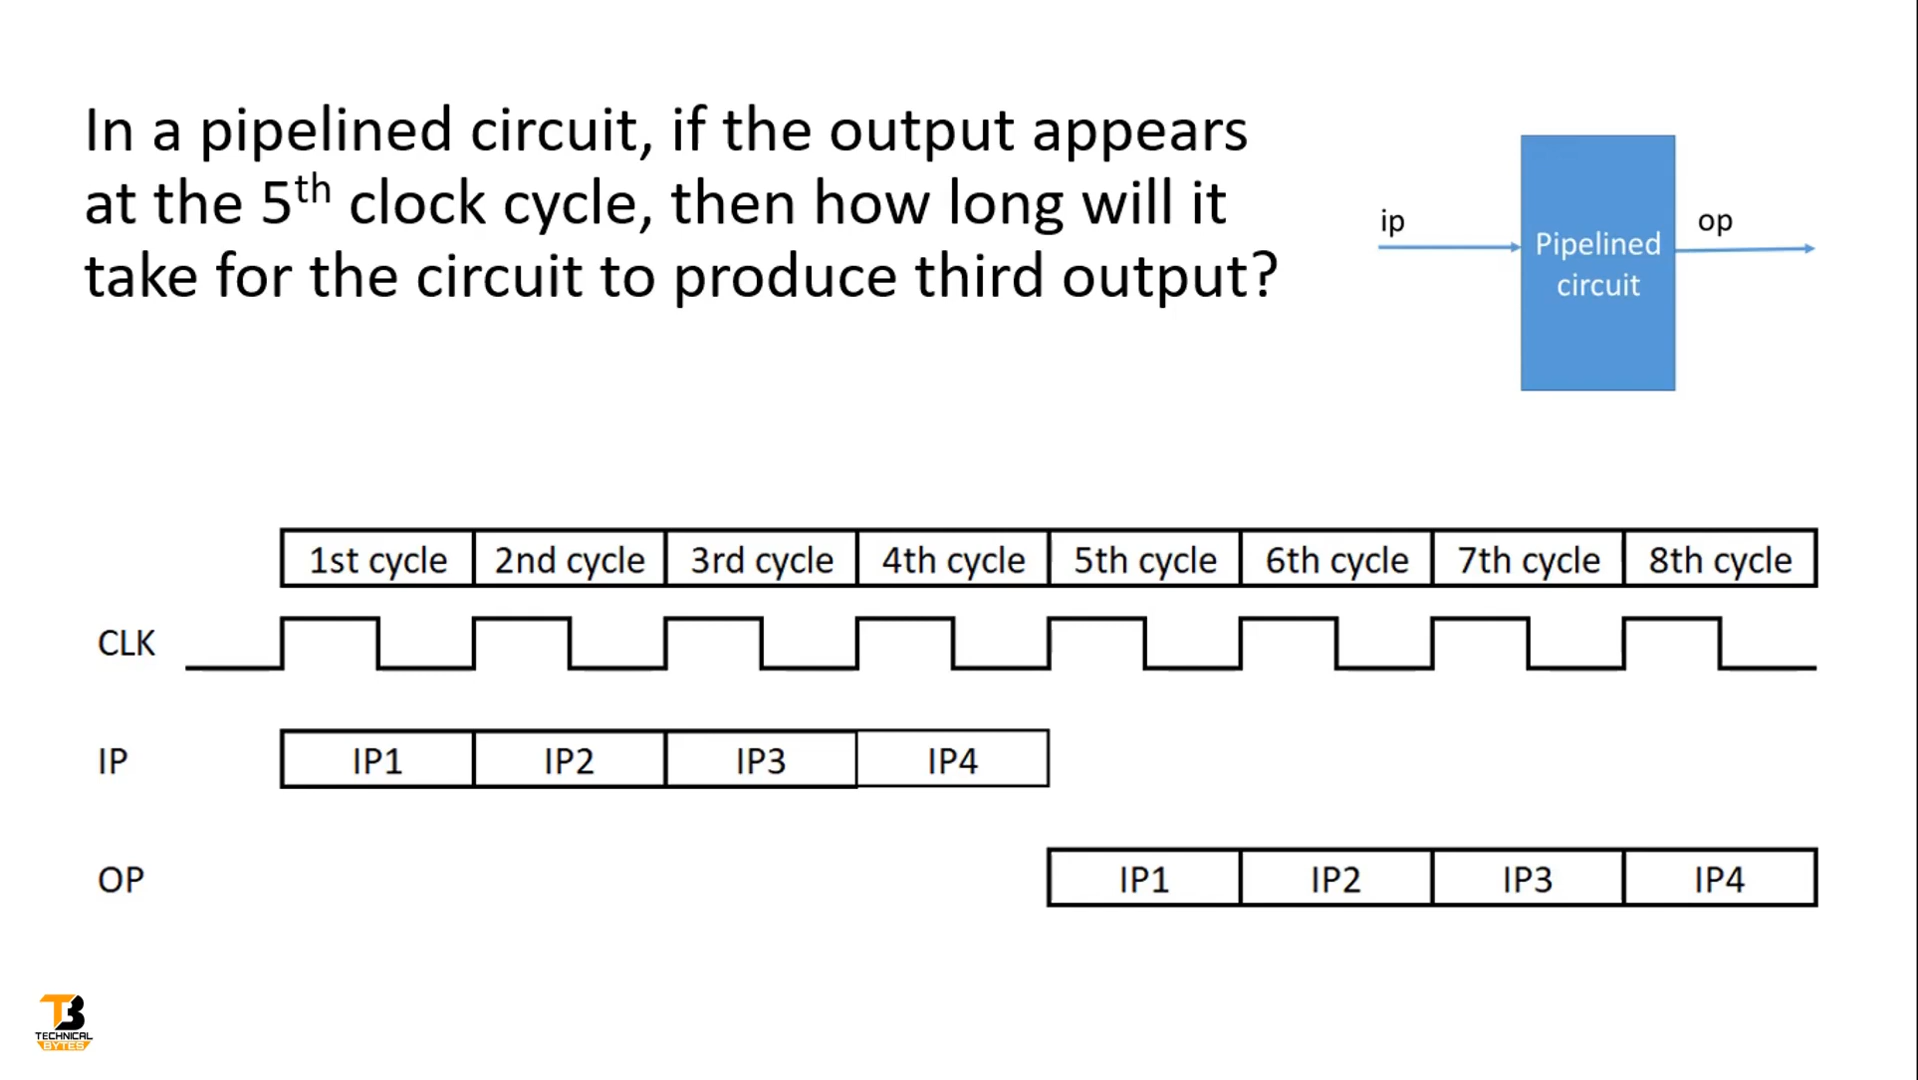 In a pipelined circuit, if the output appears
at the 5th clock cycle, then how long will it
take for the circuit to produce third output?
ip
op
Pipelined
circuit
1st cycle 2nd cycle 3rd cycle 4th cycle 5th cycle 6th cycle 7th cycle 8th cycle
CLK
IP IP1 IP2 IP3 IP4
OP IP1 IP2 IP3 IP4
TB
TECHNICAL
BYTES